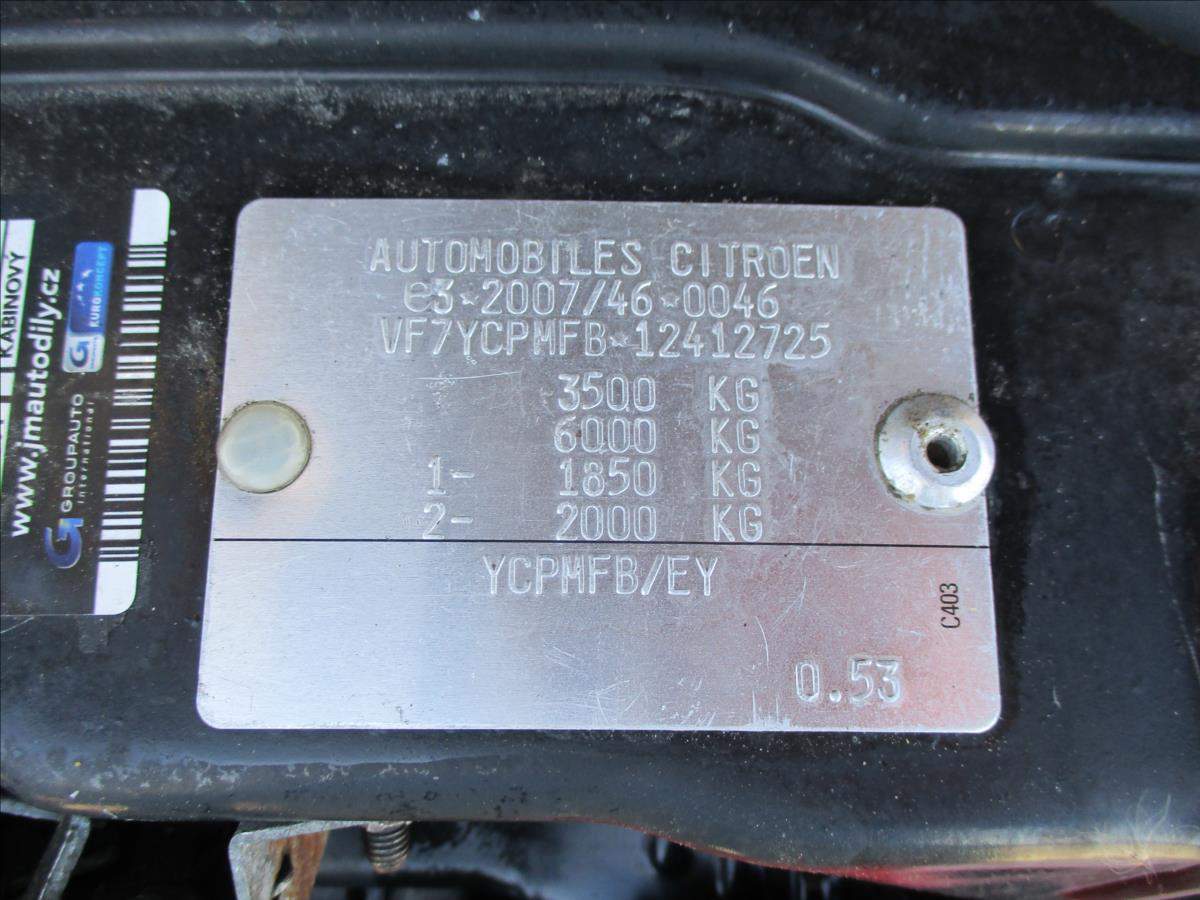 AUTOMOBILES CITROEN
e3*2007/46*0046
VF7YCPMFB*12412725
3500 KG
6000 KG
1- 1850 KG
2- 2000 KG
YCPMFB/EY
C403
0.53
KABINOVÝ
www.jmautodily.cz
EUROKONCEPT
G GROUPAUTO
international